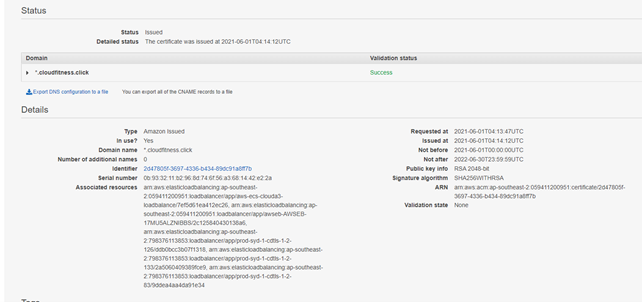 Status
Status Issued
Detailed status The certificate was issued at 2021-06-01T04:14:12UTC
Domain Validation status
*.cloudfitness.click Success
Export DNS configuration to a file You can export all of the CNAME records to a file
Details
Type Amazon Issued
In use? Yes
Domain name *.cloudfitness.click
Number of additional names 0
Identifier 2d47805f-3697-4336-b434-89dc91a8ff7b
Serial number 0b:93:32:11:b2:96:8d:74:6f:56:a3:68:14:42:e2:2a
Associated resources arn:aws:elasticloadbalancing:ap-southeast-
2:059411200951:loadbalancer/app/aws-ecs-clouda3-
loadbalance/7ef5d61ea412ec26, arn:aws:elasticloadbalancing:ap-
southeast-2:059411200951:loadbalancer/app/awseb-AWSEB-
17MU5ALZNIBBS/2c125840430138a6,
arn:aws:elasticloadbalancing:ap-southeast-
2:798376113853:loadbalancer/app/prod-syd-1-cdtls-1-2-
126/ddb0bcc3b07f1318, arn:aws:elasticloadbalancing:ap-southeast-
2:798376113853:loadbalancer/app/prod-syd-1-cdtls-1-2-
133/2a5060409389fce9, arn:aws:elasticloadbalancing:ap-southeast-
2:798376113853:loadbalancer/app/prod-syd-1-cdtls-1-2-
83/9ddea4aa4da91e34
Requested at 2021-06-01T04:13:47UTC
Issued at 2021-06-01T04:14:12UTC
Not before 2021-06-01T00:00:00UTC
Not after 2022-06-30T23:59:59UTC
Public key info RSA 2048-bit
Signature algorithm SHA256WITHRSA
ARN arn:aws:acm:ap-southeast-2:059411200951:certificate/2d47805f-
3697-4336-b434-89dc91a8ff7b
Validation state None